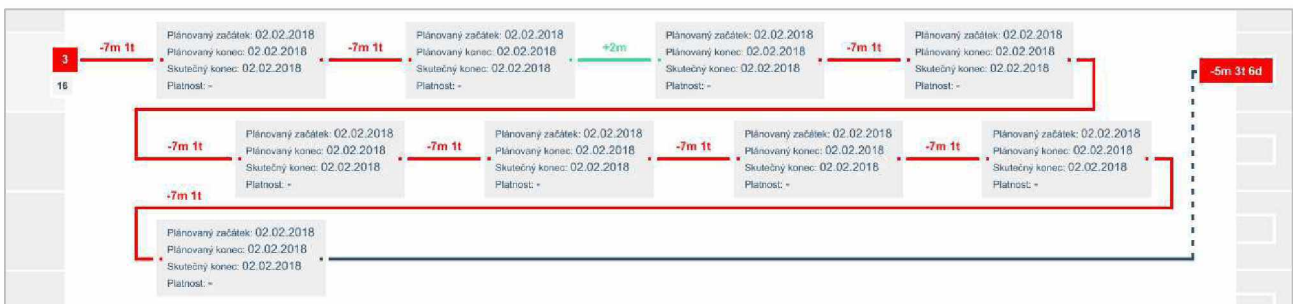 3
16
-7m 1t
Plánovaný začátek: 02.02.2018
Plánovaný konec: 02.02.2018
Skutečný konec: 02.02.2018
Platnost: -
-7m 1t
Plánovaný začátek: 02.02.2018
Plánovaný konec: 02.02.2018
Skutečný konec: 02.02.2018
Platnost: -
+2m
Plánovaný začátek: 02.02.2018
Plánovaný konec: 02.02.2018
Skutečný konec: 02.02.2018
Platnost: -
-7m 1t
Plánovaný začátek: 02.02.2018
Plánovaný konec: 02.02.2018
Skutečný konec: 02.02.2018
Platnost: -
-5m 3t 6d
-7m 1t
Plánovaný začátek: 02.02.2018
Plánovaný konec: 02.02.2018
Skutečný konec: 02.02.2018
Platnost: -
-7m 1t
Plánovaný začátek: 02.02.2018
Plánovaný konec: 02.02.2018
Skutečný konec: 02.02.2018
Platnost: -
-7m 1t
Plánovaný začátek: 02.02.2018
Plánovaný konec: 02.02.2018
Skutečný konec: 02.02.2018
Platnost: -
-7m 1t
Plánovaný začátek: 02.02.2018
Plánovaný konec: 02.02.2018
Skutečný konec: 02.02.2018
Platnost: -
-7m 1t
Plánovaný začátek: 02.02.2018
Plánovaný konec: 02.02.2018
Skutečný konec: 02.02.2018
Platnost: -